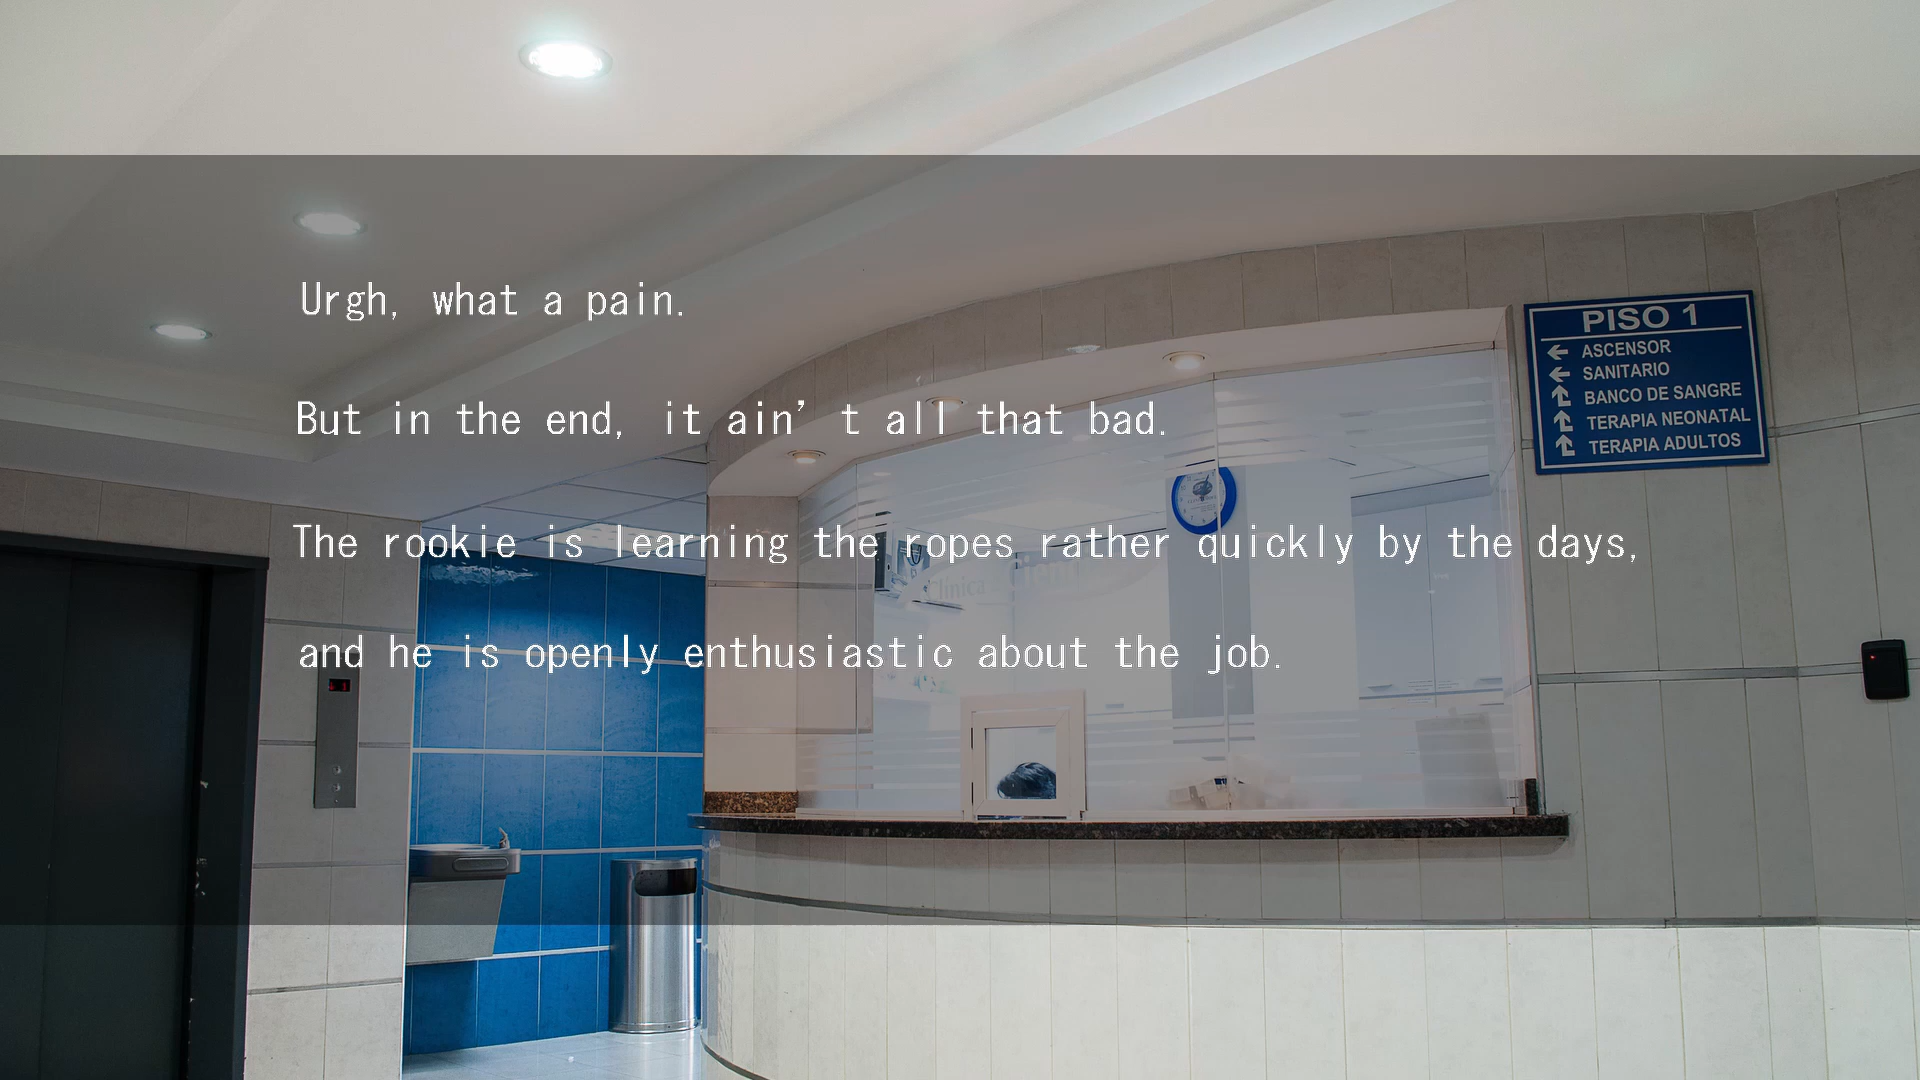 Urgh, what a pain.
But in the end, it ain't all that bad.
The rookie is learning the ropes rather quickly by the days,
and he is openly enthusiastic about the job.
PISO 1
ASCENSOR
SANITARIO
BANCO DE SANGRE
TERAPIA NEONATAL
TERAPIA ADULTOS
Clínica